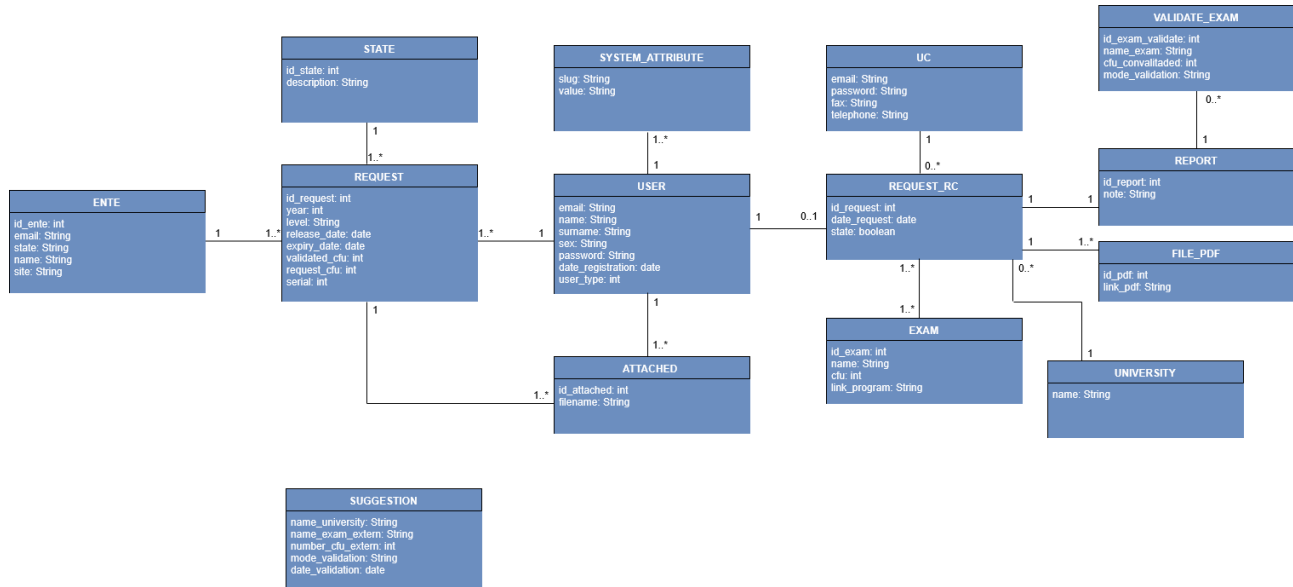 VALIDATE_EXAM
id_exam_validate: int
name_exam: String
cfu_convalitaded: int
mode_validation: String
STATE
id_state: int
description: String
SYSTEM_ATTRIBUTE
slug: String
value: String
UC
email: String
password: String
fax: String
telephone: String
0..*
1
1
1..*
1..*
1
1
0..*
ENTE
id_ente: int
email: String
state: String
name: String
site: String
1
1..*
REQUEST
id_request: int
year: int
level: String
release_date: date
expiry_date: date
validated_cfu: int
request_cfu: int
serial: int
1..*
1
USER
email: String
name: String
surname: String
sex: String
password: String
date_registration: date
user_type: int
1
0..1
REQUEST_RC
id_request: int
date_request: date
state: boolean
1
1
REPORT
id_report: int
note: String
1
1..*
FILE_PDF
id_pdf: int
link_pdf: String
1
1..*
1
1..*
1..*
1..*
0..*
1
ATTACHED
id_attached: int
filename: String
EXAM
id_exam: int
name: String
cfu: int
link_program: String
UNIVERSITY
name: String
SUGGESTION
name_university: String
name_exam_extern: String
number_cfu_extern: int
mode_validation: String
date_validation: date